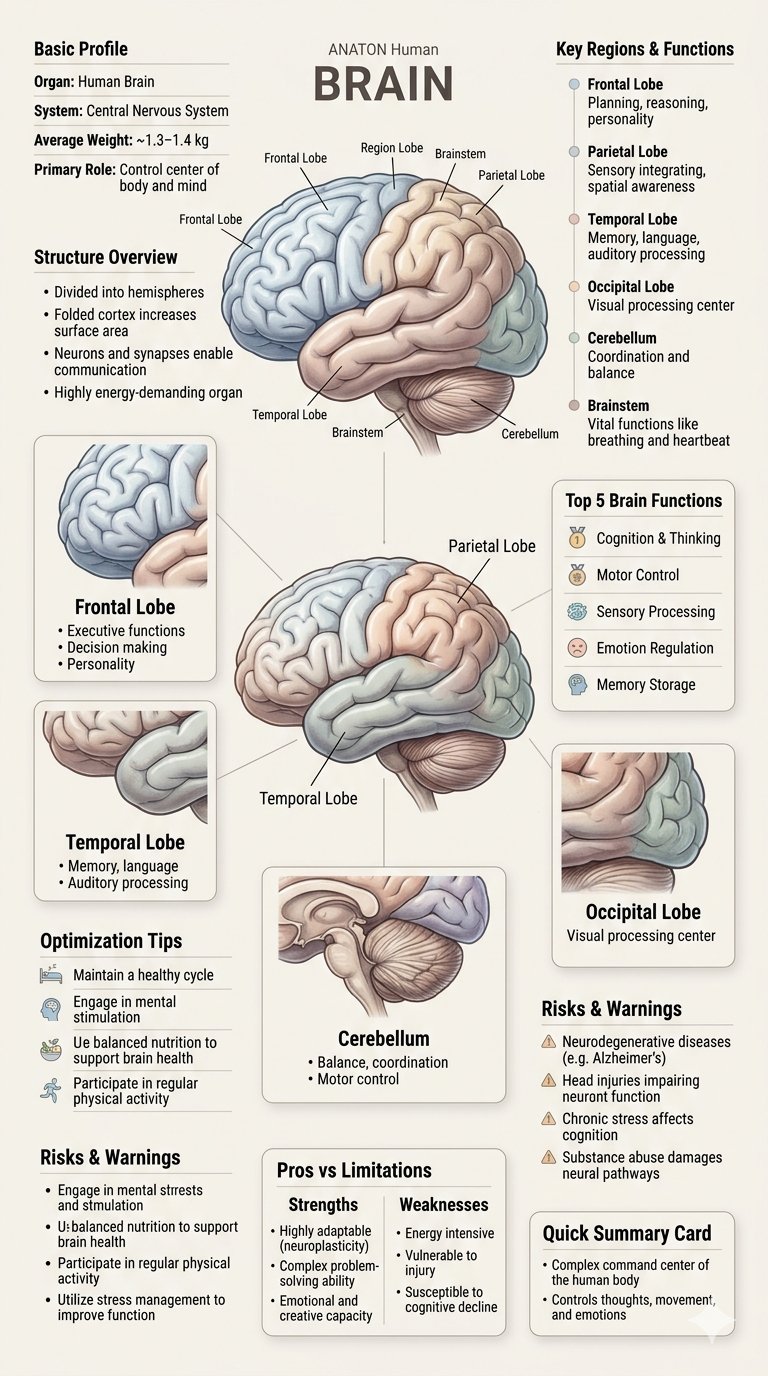 ANATON Human
BRAIN
Basic Profile
Organ: Human Brain
System: Central Nervous System
Average Weight: ~1.3–1.4 kg
Primary Role: Control center of
body and mind
Structure Overview
• Divided into hemispheres
• Folded cortex increases
surface area
• Neurons and synapses enable
communication
• Highly energy-demanding organ
Frontal Lobe
Frontal Lobe
Region Lobe
Brainstem
Parietal Lobe
Temporal Lobe
Brainstem
Cerebellum
Key Regions & Functions
Frontal Lobe
Planning, reasoning,
personality
Parietal Lobe
Sensory integrating,
spatial awareness
Temporal Lobe
Memory, language,
auditory processing
Occipital Lobe
Visual processing center
Cerebellum
Coordination and
balance
Brainstem
Vital functions like
breathing and heartbeat
Frontal Lobe
• Executive functions
• Decision making
• Personality
Parietal Lobe
Temporal Lobe
Top 5 Brain Functions
1
Cognition & Thinking
Motor Control
Sensory Processing
Emotion Regulation
Memory Storage
Temporal Lobe
• Memory, language
• Auditory processing
Occipital Lobe
Visual processing center
Cerebellum
• Balance, coordination
• Motor control
Optimization Tips
Maintain a healthy cycle
Engage in mental
stimulation
Ue balanced nutrition to
support brain health
Participate in regular
physical activity
Risks & Warnings
Neurodegenerative diseases
(e.g. Alzheimer's)
Head injuries impairing
neuront function
Chronic stress affects
cognition
Substance abuse damages
neural pathways
Risks & Warnings
• Engage in mental
and
• balanced nutrition to support
brain health
• Participate in regular physical
activity
• Utilize stress management to
improve function
Pros vs Limitations
Strengths
• Highly adaptable
(neuroplasticity)
• Complex problem-
solving ability
• Emotional and
creative capacity
Weaknesses
• Energy intensive
• Vulnerable to
injury
• Susceptible to
cognitive decline
Quick Summary Card
• Complex command center of
the human body
• Controls thoughts, movement,
and emotions